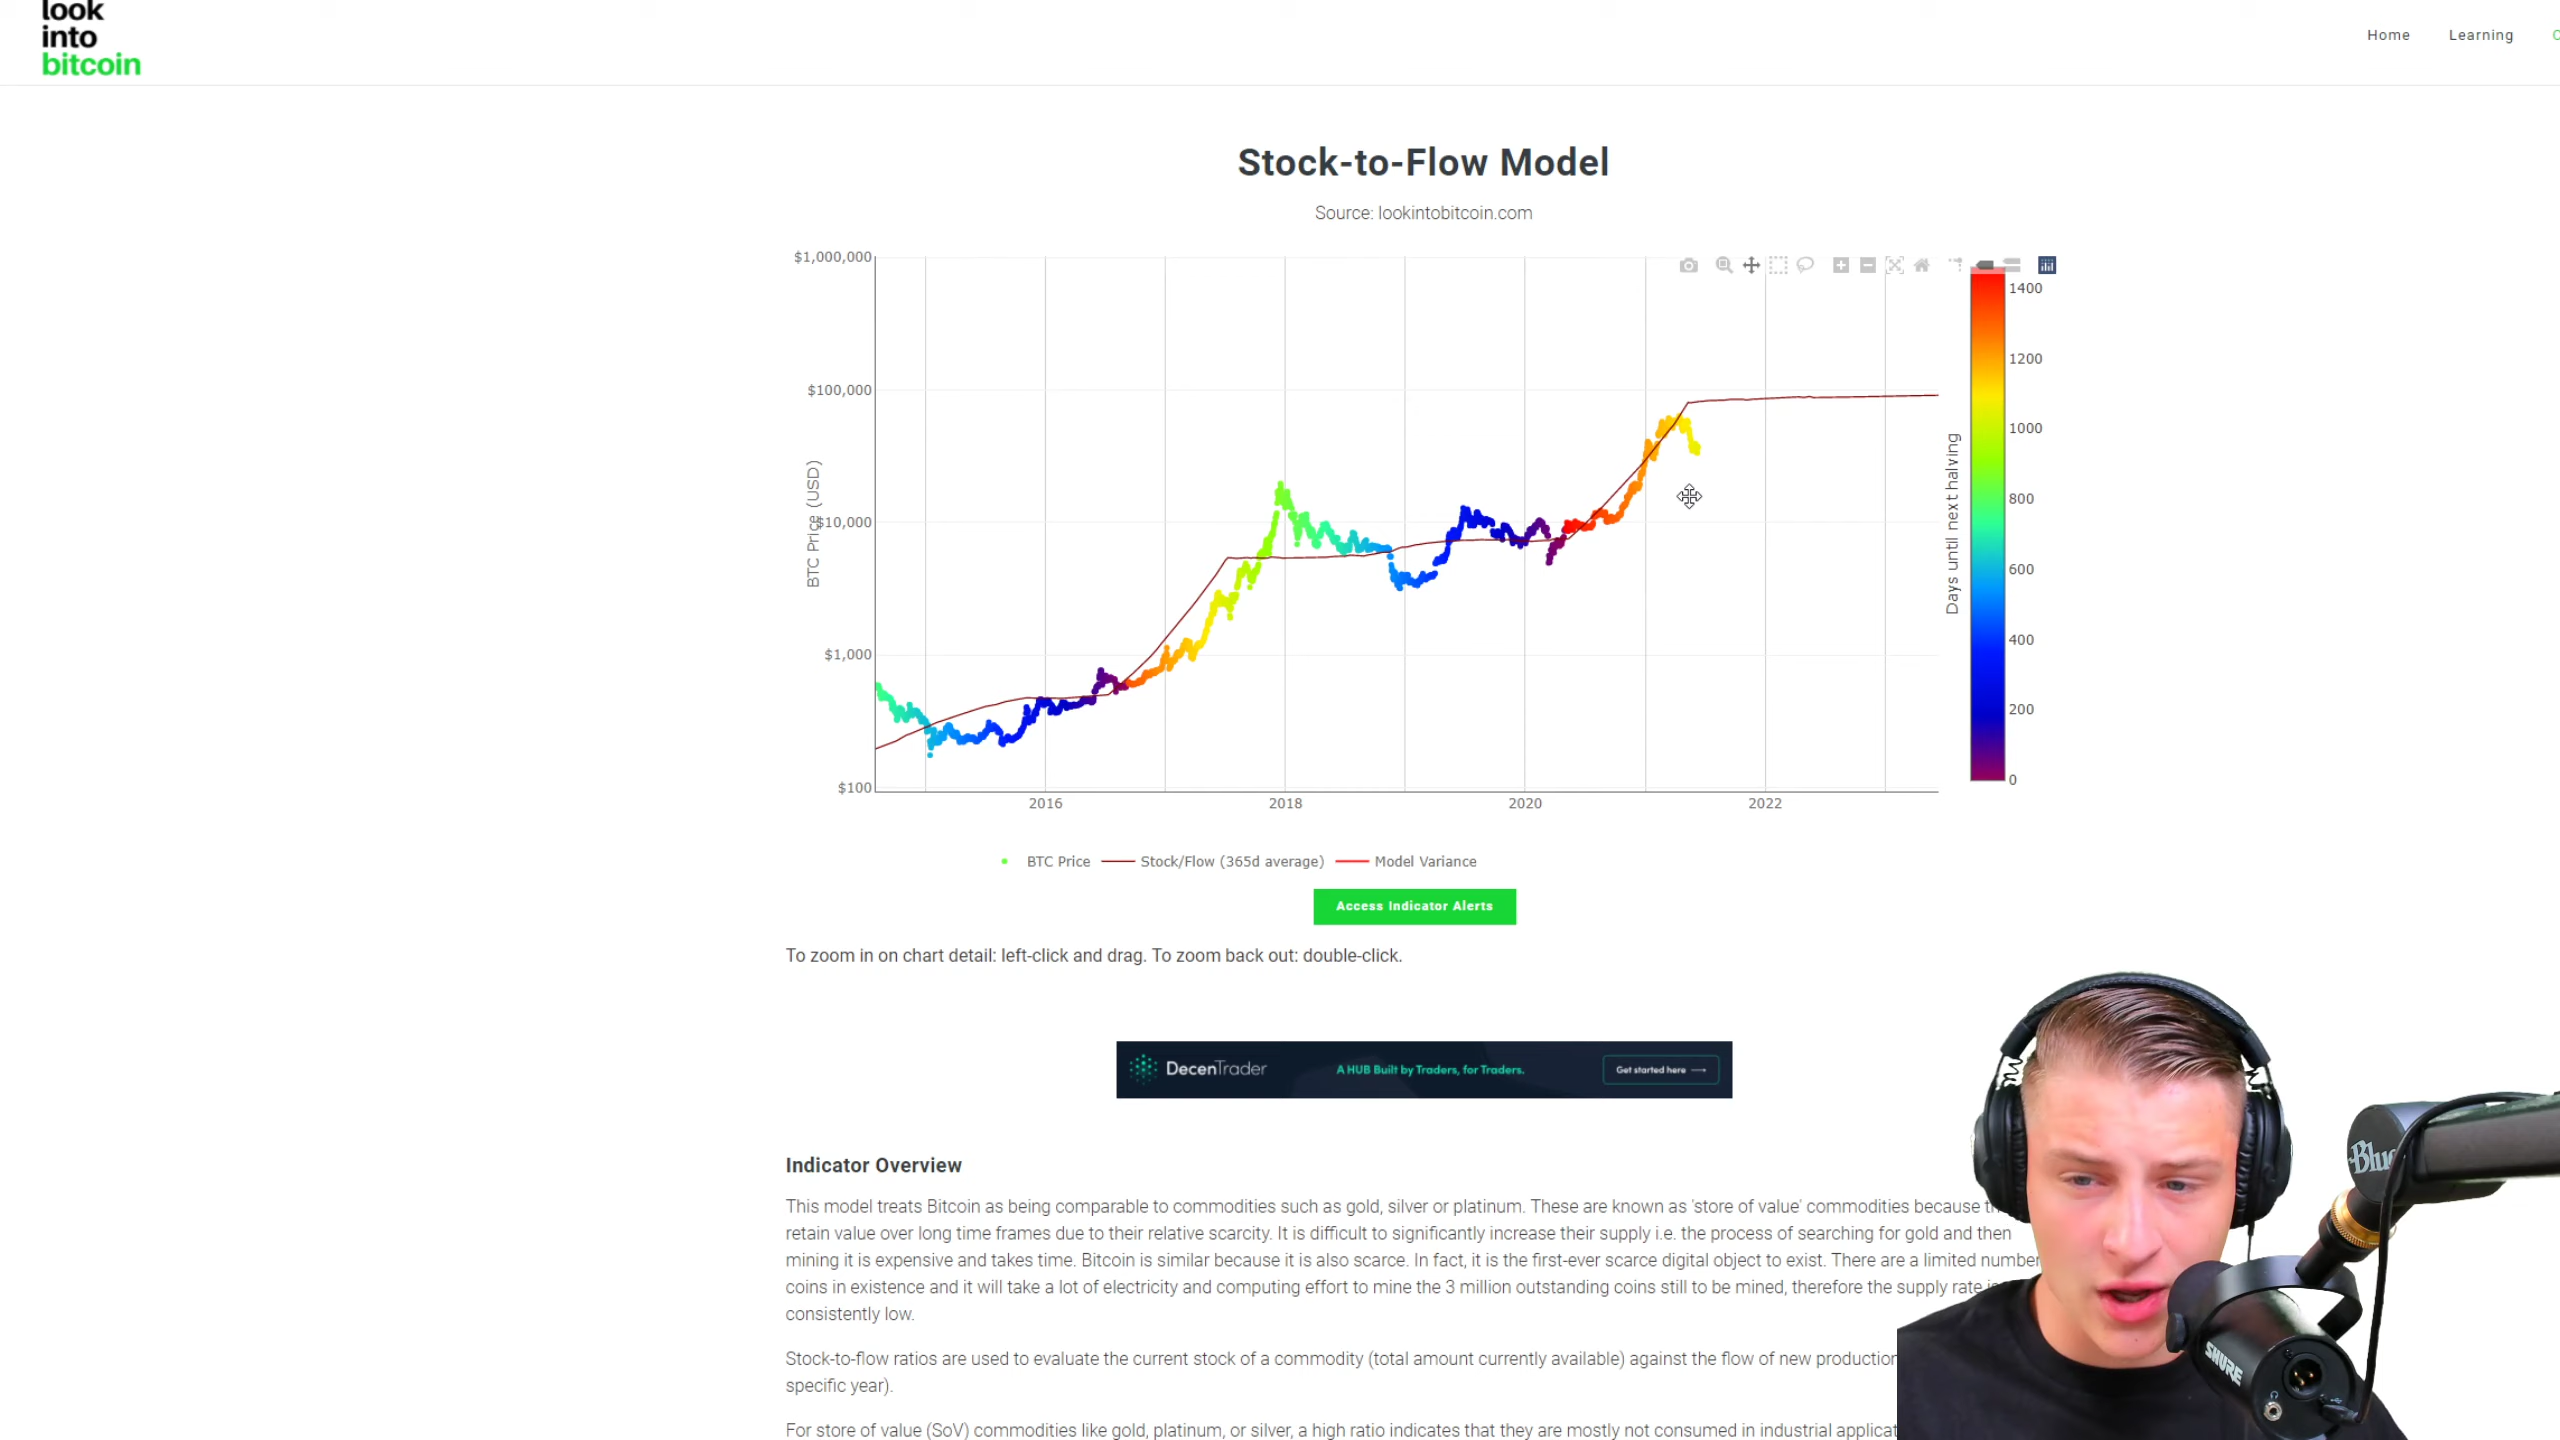 look
into
bitcoin
Home Learning
Stock-to-Flow Model
Source: lookintobitcoin.com
$1,000,000
$100,000
$10,000
$1,000
$100
BTC Price (USD)
2016 2018 2020 2022
1400
1200
1000
800
600
400
200
0
Days until next halving
BTC Price Stock/Flow (365d average) Model Variance
Access Indicator Alerts
To zoom in on chart detail: left-click and drag. To zoom back out: double-click.
DecenTrader A HUB Built by Traders, for Traders. Get started here →
Indicator Overview
This model treats Bitcoin as being comparable to commodities such as gold, silver or platinum. These are known as 'store of value' commodities because
retain value over long time frames due to their relative scarcity. It is difficult to significantly increase their supply i.e. the process of searching for gold and then
mining it is expensive and takes time. Bitcoin is similar because it is also scarce. In fact, it is the first-ever scarce digital object to exist. There are a limited number
coins in existence and it will take a lot of electricity and computing effort to mine the 3 million outstanding coins still to be mined, therefore the supply rate
consistently low.
Stock-to-flow ratios are used to evaluate the current stock of a commodity (total amount currently available) against the flow of new production
specific year).
For store of value (SoV) commodities like gold, platinum, or silver, a high ratio indicates that they are mostly not consumed in industrial
Blue
SHURE